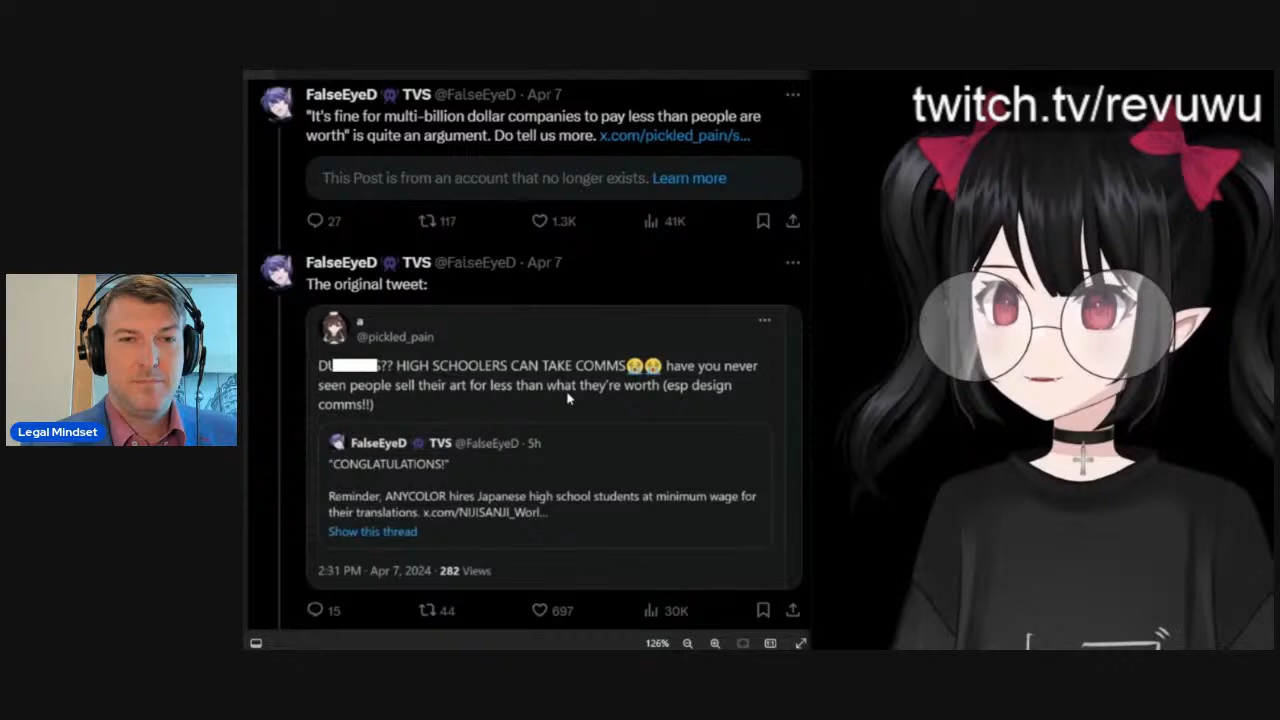 twitch.tv/revuwu
FalseEyeD TVS @FalseEyeD · Apr 7
"It's fine for multi-billion dollar companies to pay less than people are
worth" is quite an argument. Do tell us more. x.com/pickled_pain/s...
This Post is from an account that no longer exists. Learn more
27 117 1.3K 41K
FalseEyeD TVS @FalseEyeD · Apr 7
The original tweet:
a
@pickled_pain
DU S?? HIGH SCHOOLERS CAN TAKE COMMS😭😭 have you never
seen people sell their art for less than what they're worth (esp design
comms!!)
FalseEyeD TVS @FalseEyeD · 5h
"CONGLATULATIONS!"
Reminder, ANYCOLOR hires Japanese high school students at minimum wage for
their translations. x.com/NIJISANJI_Worl...
Show this thread
2:31 PM · Apr 7, 2024 · 282 Views
15 44 697 30K
126%
Legal Mindset